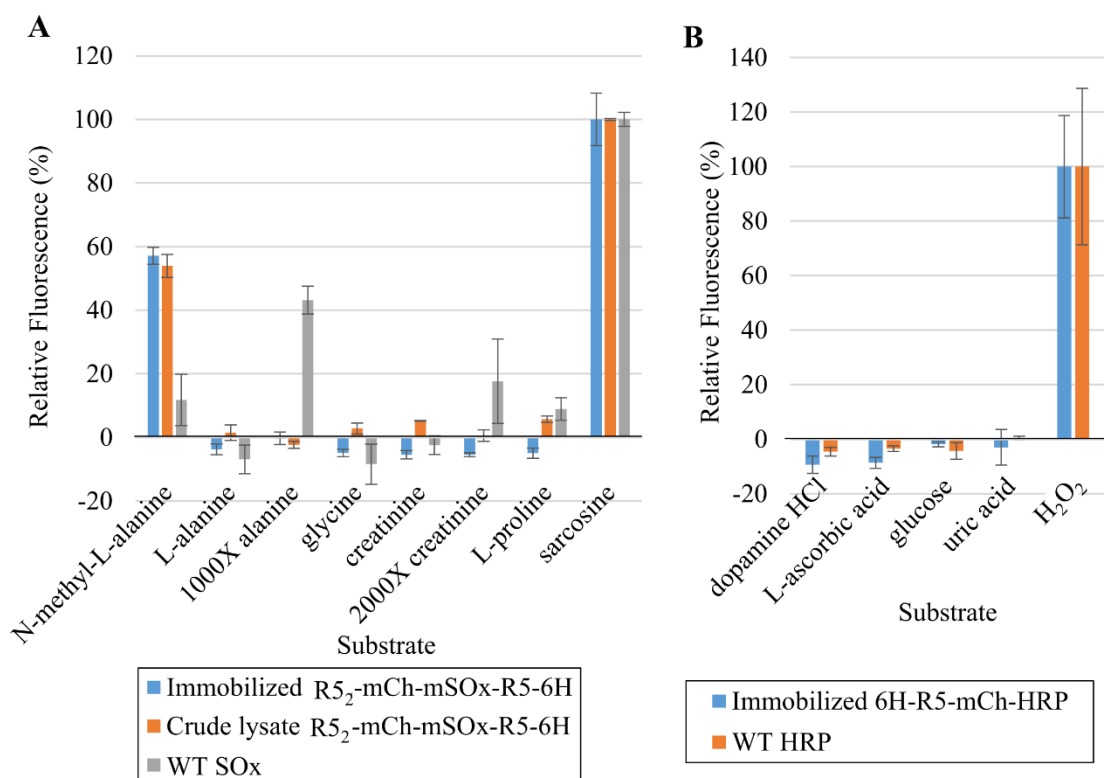 A
Relative Fluorescence (%)
120
100
80
60
40
20
0
-20
N-methyl-L-alanine
L-alanine
1000X alanine
glycine
creatinine
2000X creatinine
L-proline
sarcosine
Substrate
Immobilized R5₂-mCh-mSOx-R5-6H
Crude lysate R5₂-mCh-mSOx-R5-6H
WT SOx
B
Relative Fluorescence (%)
140
120
100
80
60
40
20
0
-20
dopamine HCl
L-ascorbic acid
glucose
uric acid
H₂O₂
Substrate
Immobilized 6H-R5-mCh-HRP
WT HRP